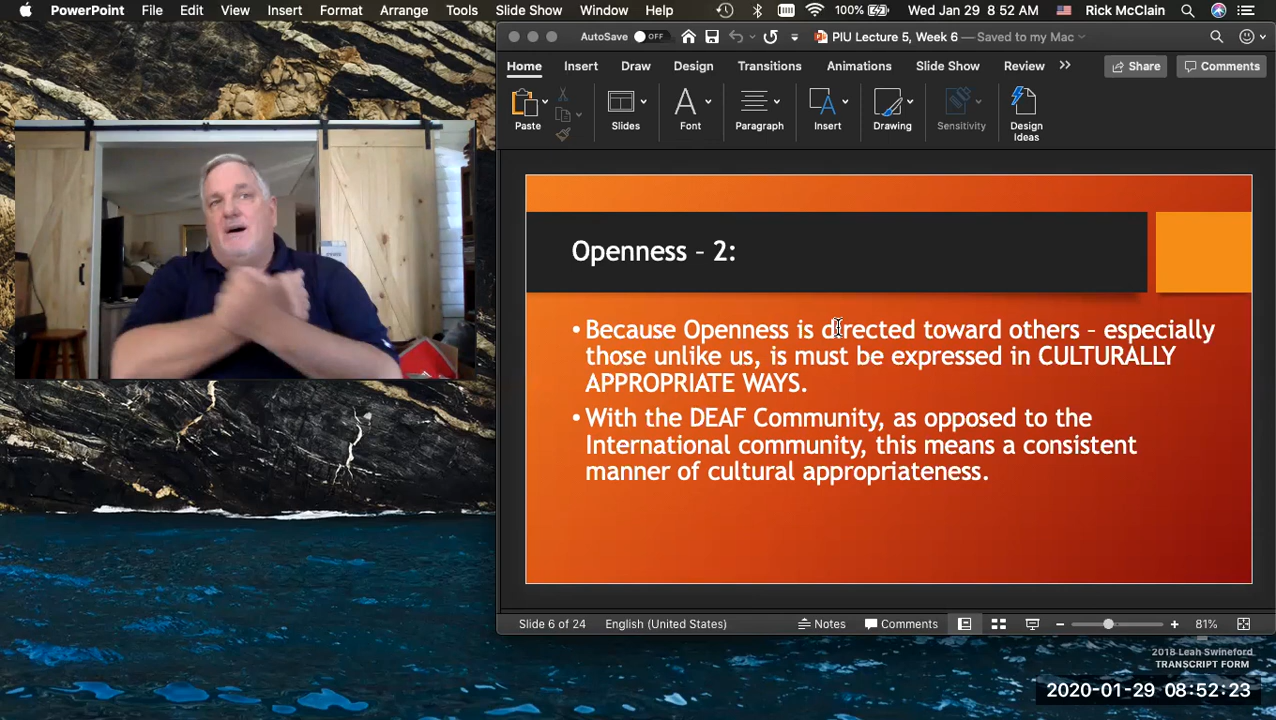 PowerPoint File Edit View Insert Format Arrange Tools Slide Show Window Help 100% Wed Jan 29 8:52 AM Rick McClain
AutoSave OFF PIU Lecture 5, Week 6 — Saved to my Mac
Home Insert Draw Design Transitions Animations Slide Show Review Share Comments
Paste Slides Font Paragraph Insert Drawing Sensitivity Design
Ideas
Openness – 2:
• Because Openness is directed toward others – especially
those unlike us, is must be expressed in CULTURALLY
APPROPRIATE WAYS.
• With the DEAF Community, as opposed to the
International community, this means a consistent
manner of cultural appropriateness.
Slide 6 of 24 English (United States) Notes Comments 81%
2018 Leah Swineford
TRANSCRIPT FORM
2020-01-29 08:52:23